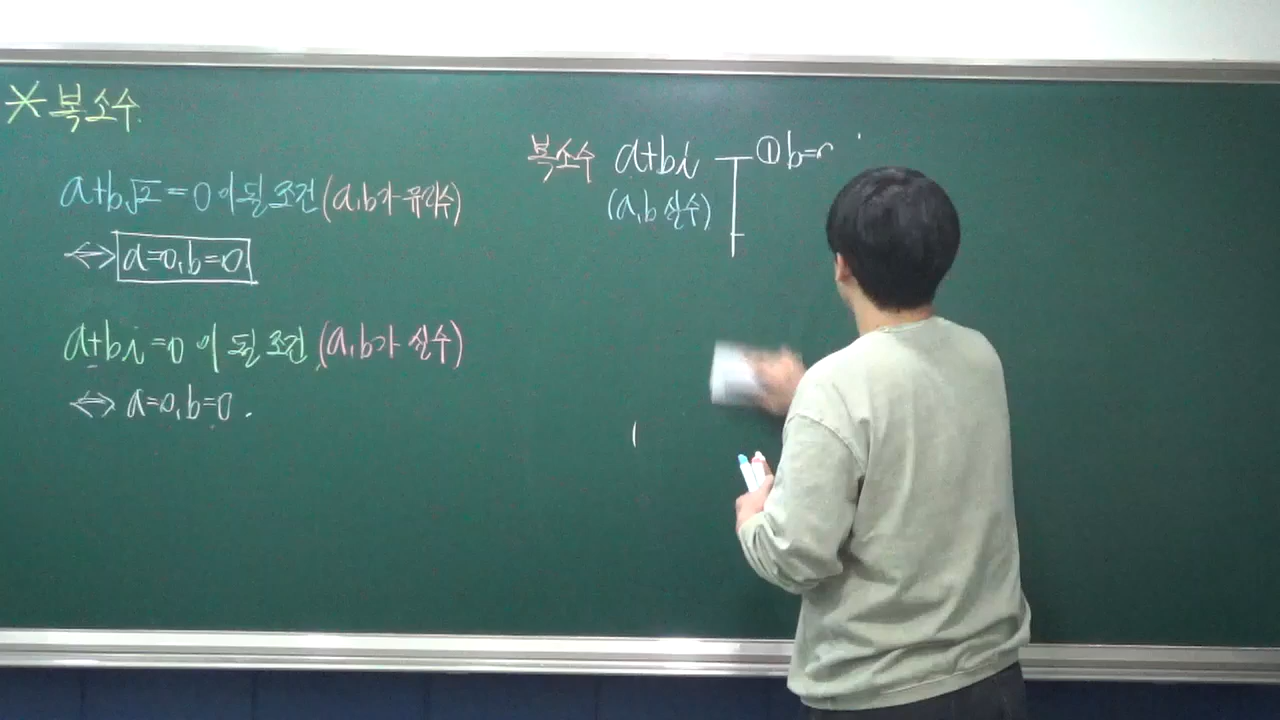 * 복소수.
a+b√2=0 이 될 조건 (a,b가 유리수)
⇔ a=0, b=0.
a+bi=0 이 될 조건 (a,b가 실수)
⇔ a=0, b=0.
복소수 a+bi ① b=
(a,b 실수)